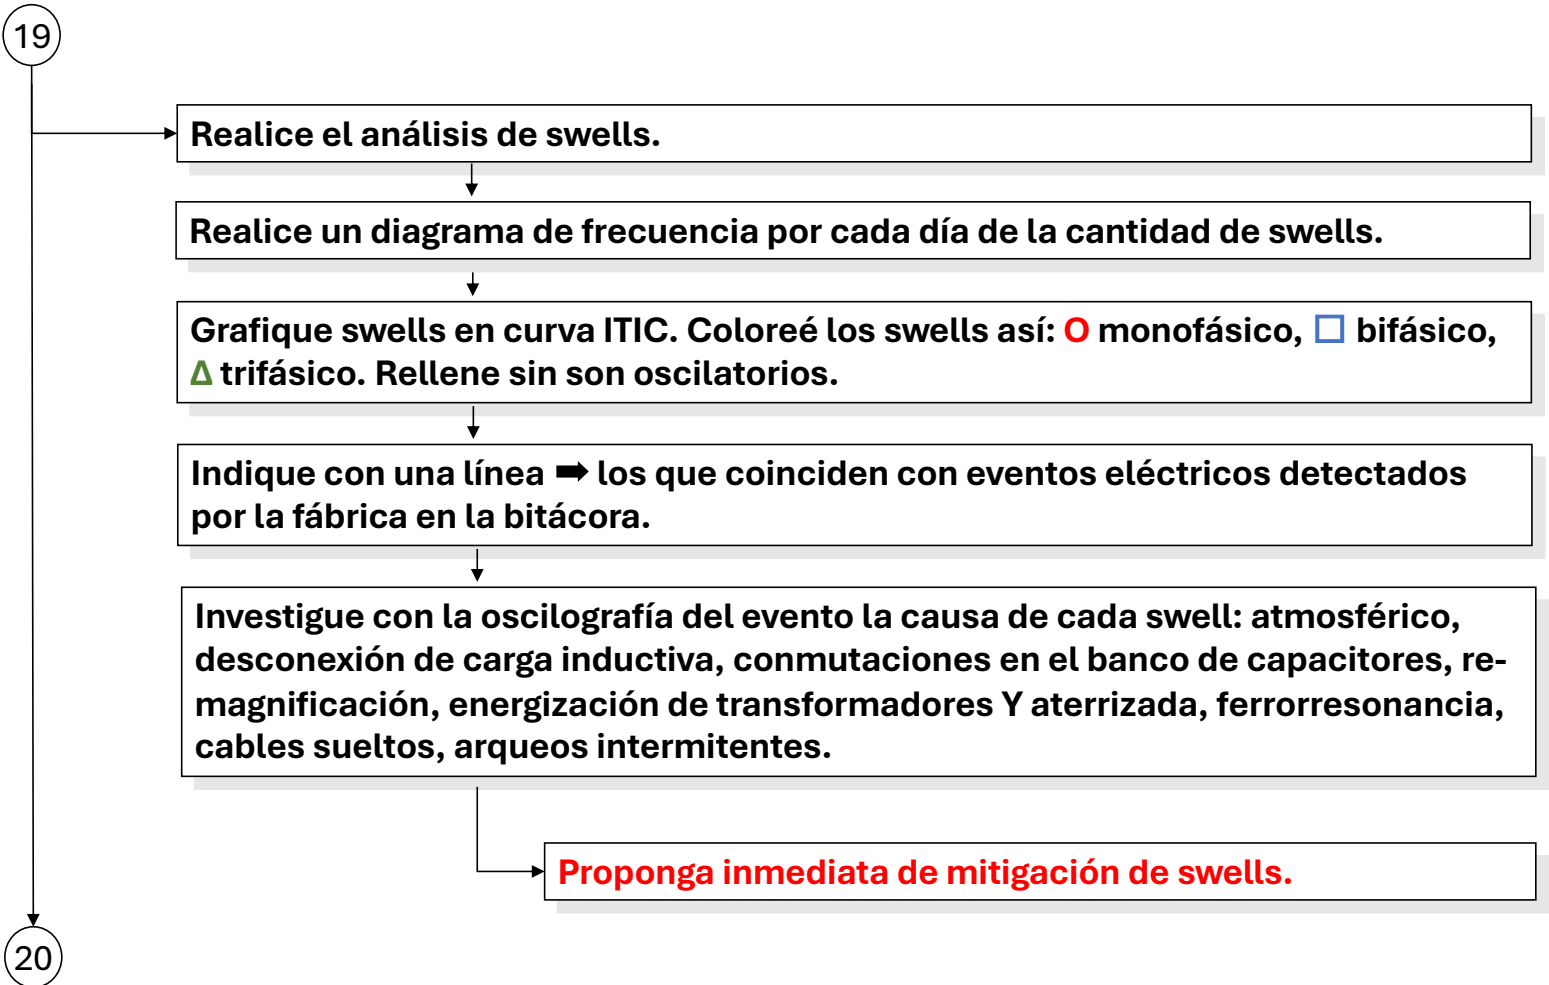 19
Realice el análisis de swells.
Realice un diagrama de frecuencia por cada día de la cantidad de swells.
Grafique swells en curva ITIC. Coloreé los swells así: O monofásico, □ bifásico,
Δ trifásico. Rellene sin son oscilatorios.
Indique con una línea ➡ los que coinciden con eventos eléctricos detectados
por la fábrica en la bitácora.
Investigue con la oscilografía del evento la causa de cada swell: atmosférico,
desconexión de carga inductiva, conmutaciones en el banco de capacitores, re-
magnificación, energización de transformadores Y aterrizada, ferrorresonancia,
cables sueltos, arqueos intermitentes.
Proponga inmediata de mitigación de swells.
20